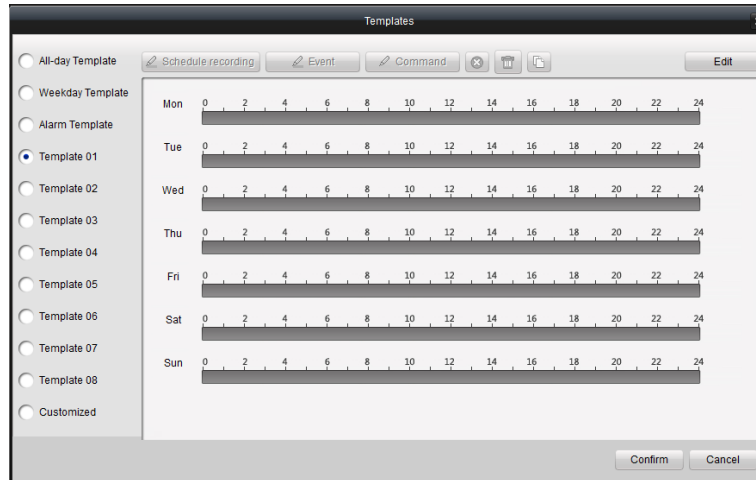 Templates
All-day Template
Schedule recording Event Command Edit
Weekday Template
Mon 0 2 4 6 8 10 12 14 16 18 20 22 24
Alarm Template
Tue 0 2 4 6 8 10 12 14 16 18 20 22 24
Template 01
Wed 0 2 4 6 8 10 12 14 16 18 20 22 24
Template 02
Template 03
Thu 0 2 4 6 8 10 12 14 16 18 20 22 24
Template 04
Fri 0 2 4 6 8 10 12 14 16 18 20 22 24
Template 05
Template 06
Sat 0 2 4 6 8 10 12 14 16 18 20 22 24
Template 07
Sun 0 2 4 6 8 10 12 14 16 18 20 22 24
Template 08
Customized
Confirm Cancel